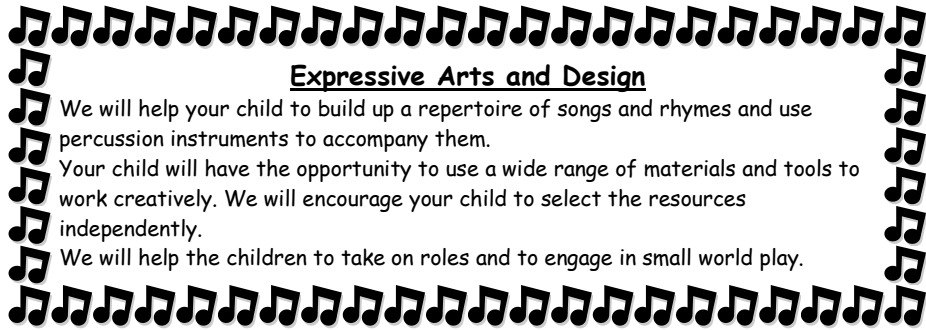 Expressive Arts and Design
We will help your child to build up a repertoire of songs and rhymes and use
percussion instruments to accompany them.
Your child will have the opportunity to use a wide range of materials and tools to
work creatively. We will encourage your child to select the resources
independently.
We will help the children to take on roles and to engage in small world play.